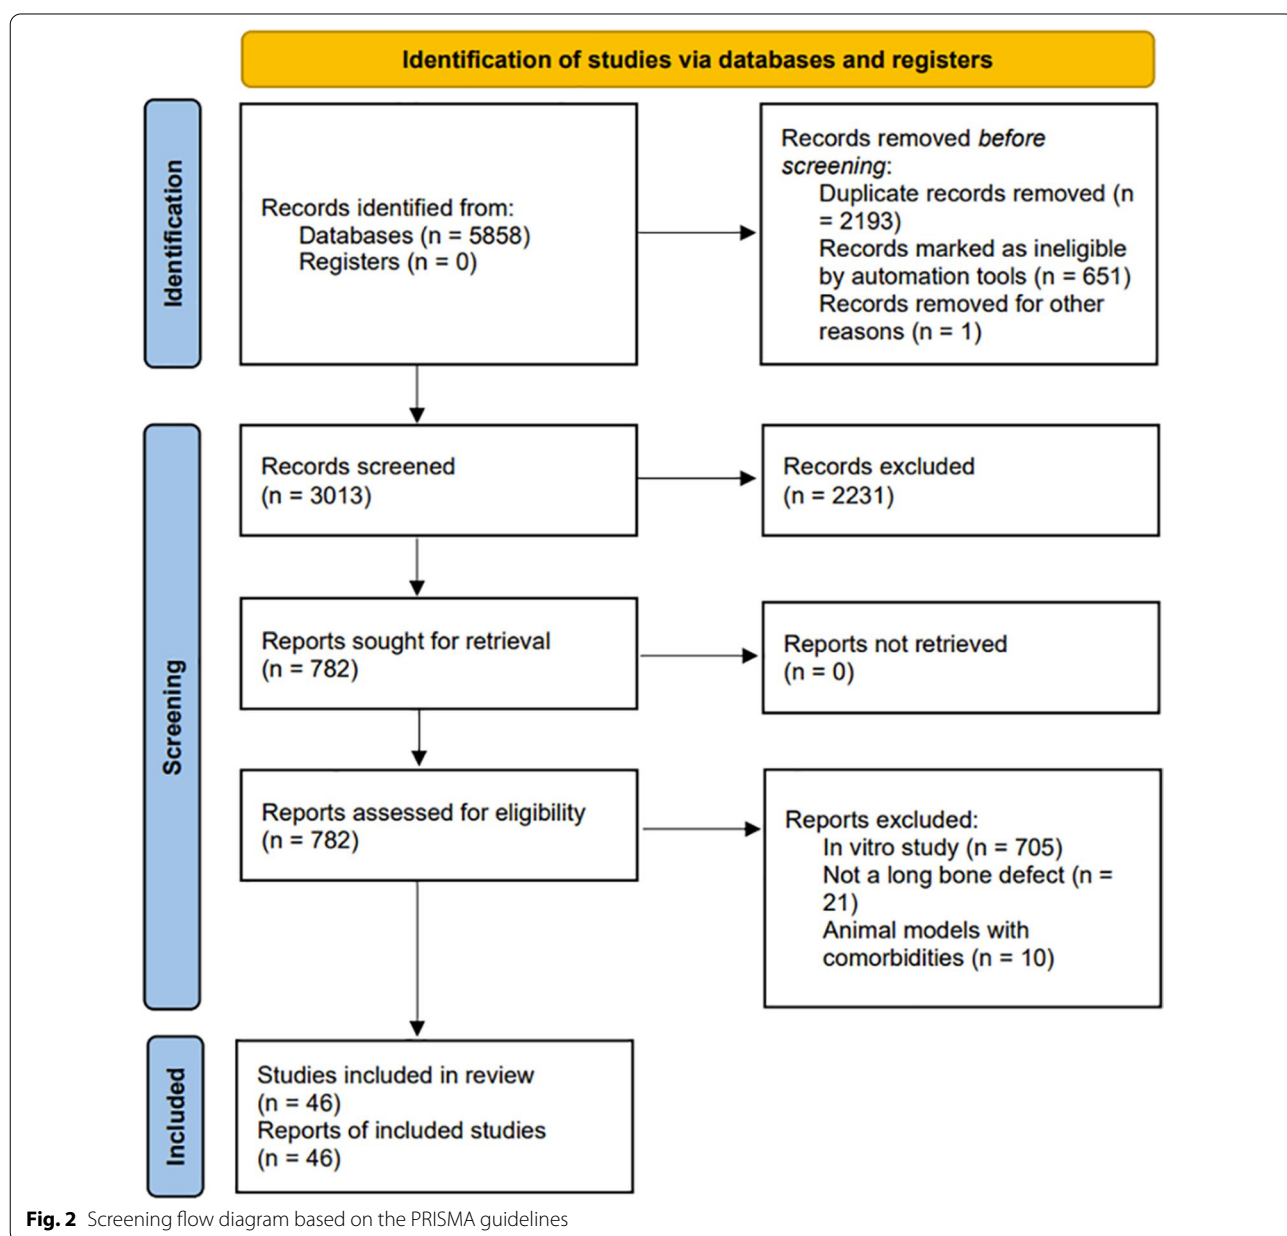 Identification of studies via databases and registers
Identification
Records identified from:
Databases (n = 5858)
Registers (n = 0)
Records removed before
screening:
Duplicate records removed (n
= 2193)
Records marked as ineligible
by automation tools (n = 651)
Records removed for other
reasons (n = 1)
Screening
Records screened
(n = 3013)
Records excluded
(n = 2231)
Reports sought for retrieval
(n = 782)
Reports not retrieved
(n = 0)
Reports assessed for eligibility
(n = 782)
Reports excluded:
In vitro study (n = 705)
Not a long bone defect (n =
21)
Animal models with
comorbidities (n = 10)
Included
Studies included in review
(n = 46)
Reports of included studies
(n = 46)
Fig. 2 Screening flow diagram based on the PRISMA guidelines